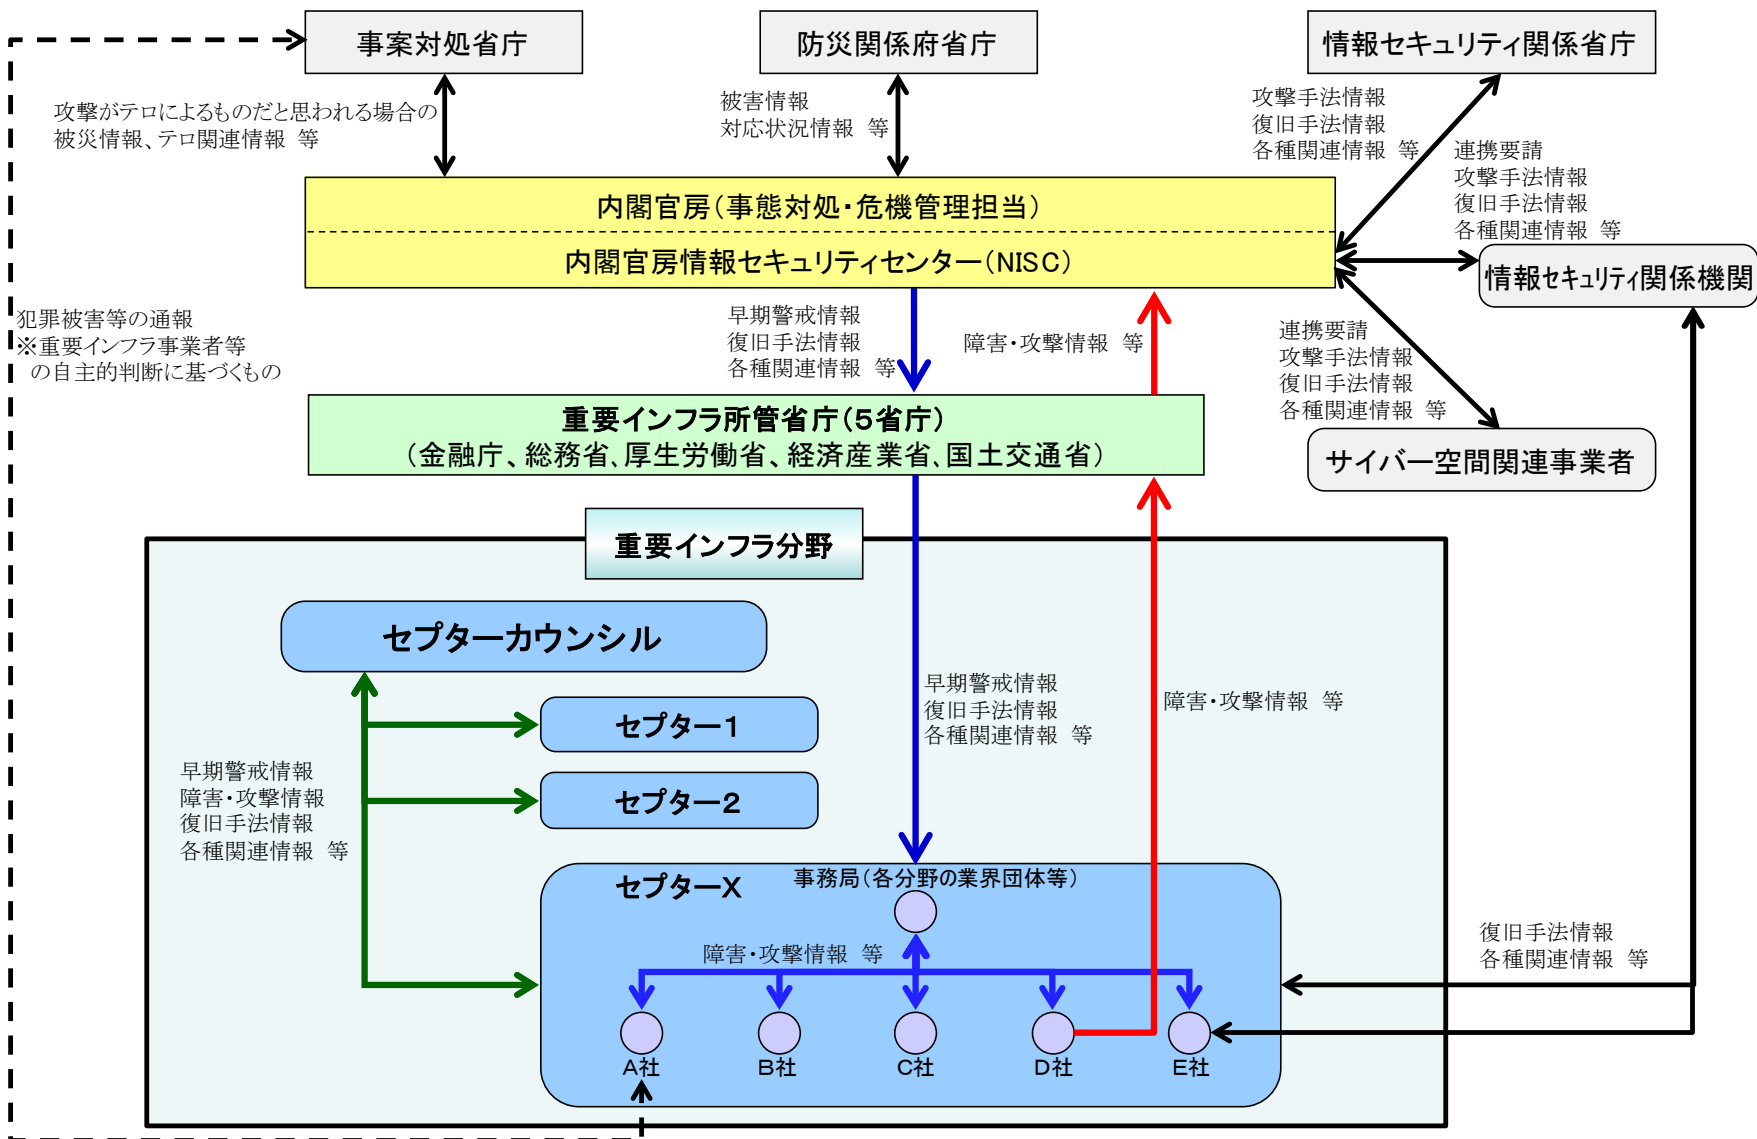 事案対処省庁
防災関係府省庁
情報セキュリティ関係省庁
攻撃がテロによるものだと思われる場合の
被災情報、テロ関連情報 等
被害情報
対応状況情報 等
攻撃手法情報
復旧手法情報
各種関連情報 等
連携要請
攻撃手法情報
復旧手法情報
各種関連情報 等
内閣官房(事態対処・危機管理担当)
内閣官房情報セキュリティセンター(NISC)
情報セキュリティ関係機関
犯罪被害等の通報
※重要インフラ事業者等
の自主的判断に基づくもの
早期警戒情報
復旧手法情報
各種関連情報 等
障害・攻撃情報 等
連携要請
攻撃手法情報
復旧手法情報
各種関連情報 等
重要インフラ所管省庁(5省庁)
(金融庁、総務省、厚生労働省、経済産業省、国土交通省)
サイバー空間関連事業者
重要インフラ分野
セプターカウンシル
セプター1
セプター2
早期警戒情報
障害・攻撃情報
復旧手法情報
各種関連情報 等
早期警戒情報
復旧手法情報
各種関連情報 等
障害・攻撃情報 等
セプターX
事務局(各分野の業界団体等)
障害・攻撃情報 等
A社
B社
C社
D社
E社
復旧手法情報
各種関連情報 等